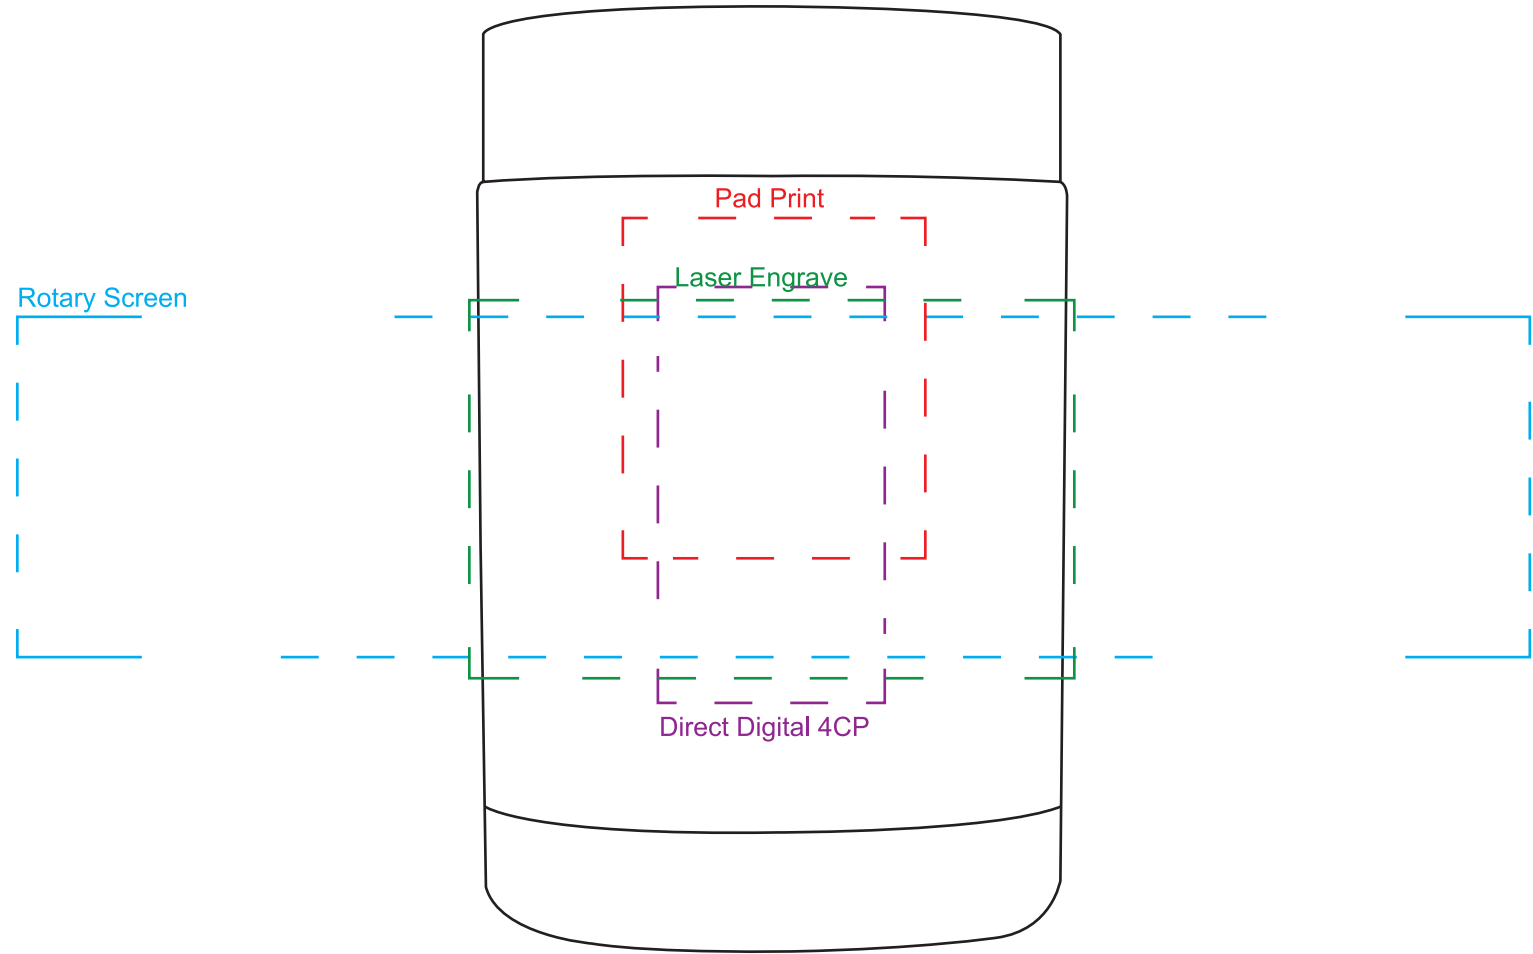 Pad Print
Laser Engrave
Rotary Screen
Direct Digital 4CP